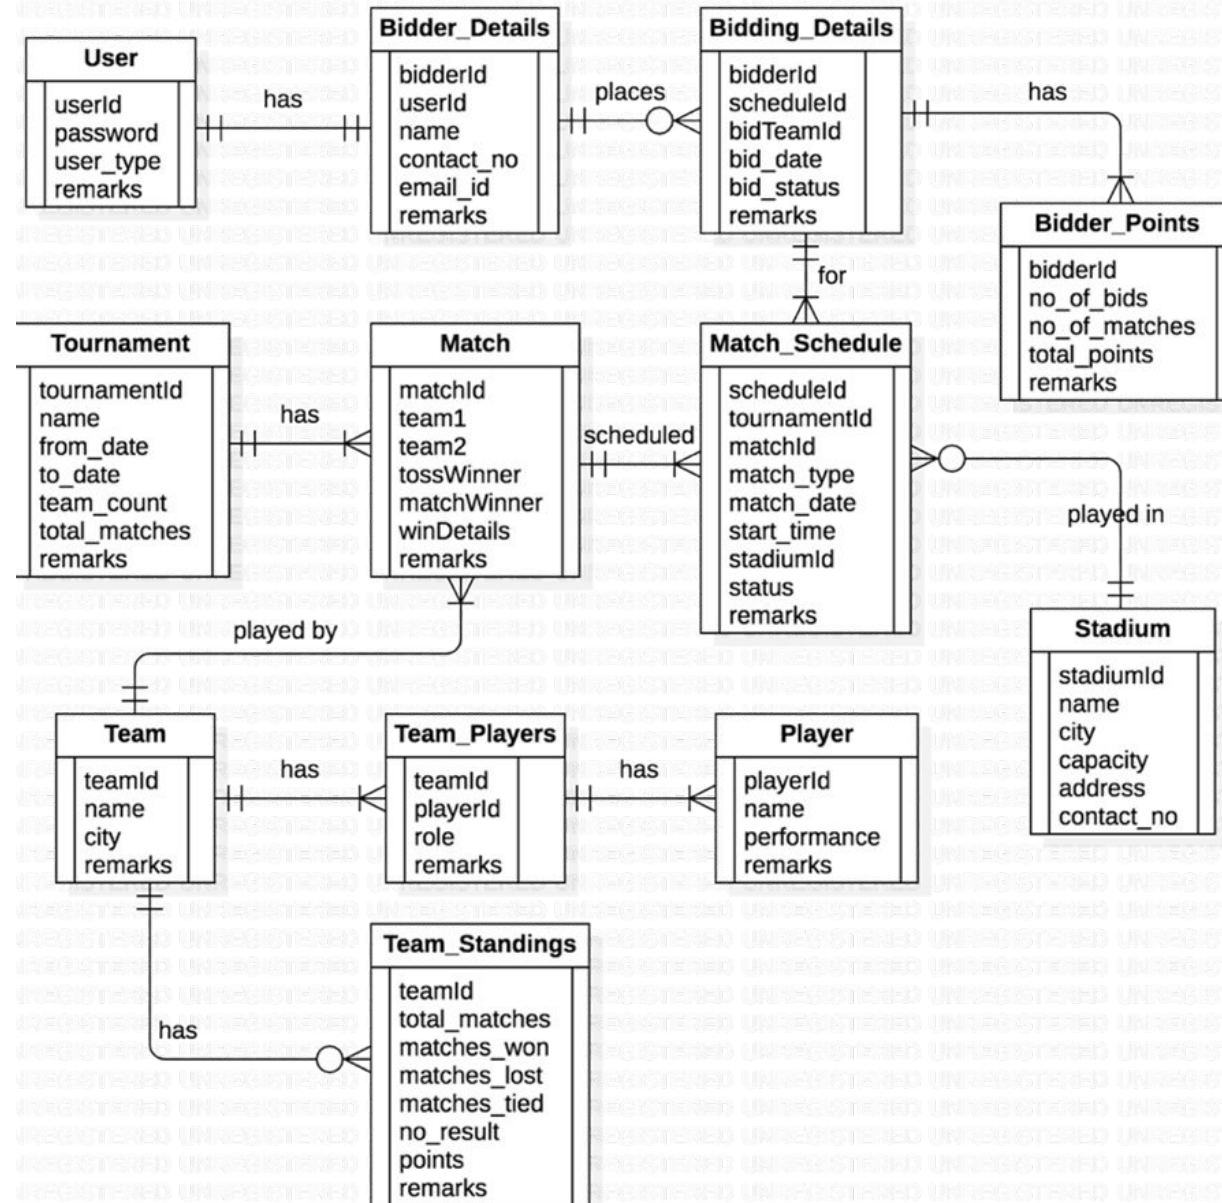 User
userId
password
user_type
remarks
has
Bidder_Details
bidderId
userId
name
contact_no
email_id
remarks
places
Bidding_Details
bidderId
scheduleId
bidTeamId
bid_date
bid_status
remarks
has
Bidder_Points
bidderId
no_of_bids
no_of_matches
total_points
remarks
for
Tournament
tournamentId
name
from_date
to_date
team_count
total_matches
remarks
has
Match
matchId
team1
team2
tossWinner
matchWinner
winDetails
remarks
scheduled
Match_Schedule
scheduleId
tournamentId
matchId
match_type
match_date
start_time
stadiumId
status
remarks
played in
Stadium
stadiumId
name
city
capacity
address
contact_no
played by
Team
teamId
name
city
remarks
has
Team_Players
teamId
playerId
role
remarks
has
Player
playerId
name
performance
remarks
has
Team_Standings
teamId
total_matches
matches_won
matches_lost
matches_tied
no_result
points
remarks